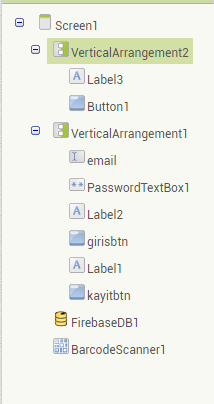 Screen1
VerticalArrangement2
Label3
Button1
VerticalArrangement1
email
PasswordTextBox1
Label2
girisbtn
Label1
kayitbtn
FirebaseDB1
BarcodeScanner1